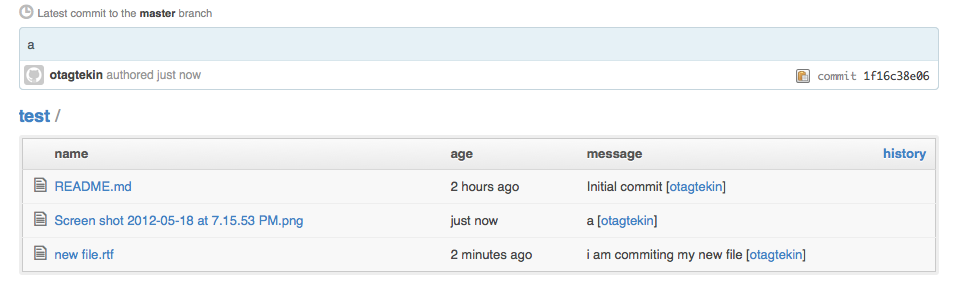 Latest commit to the master branch
a
otagtekin authored just now commit 1f16c38e06
test /
name age message history
README.md 2 hours ago Initial commit [otagtekin]
Screen shot 2012-05-18 at 7.15.53 PM.png just now a [otagtekin]
new file.rtf 2 minutes ago i am commiting my new file [otagtekin]